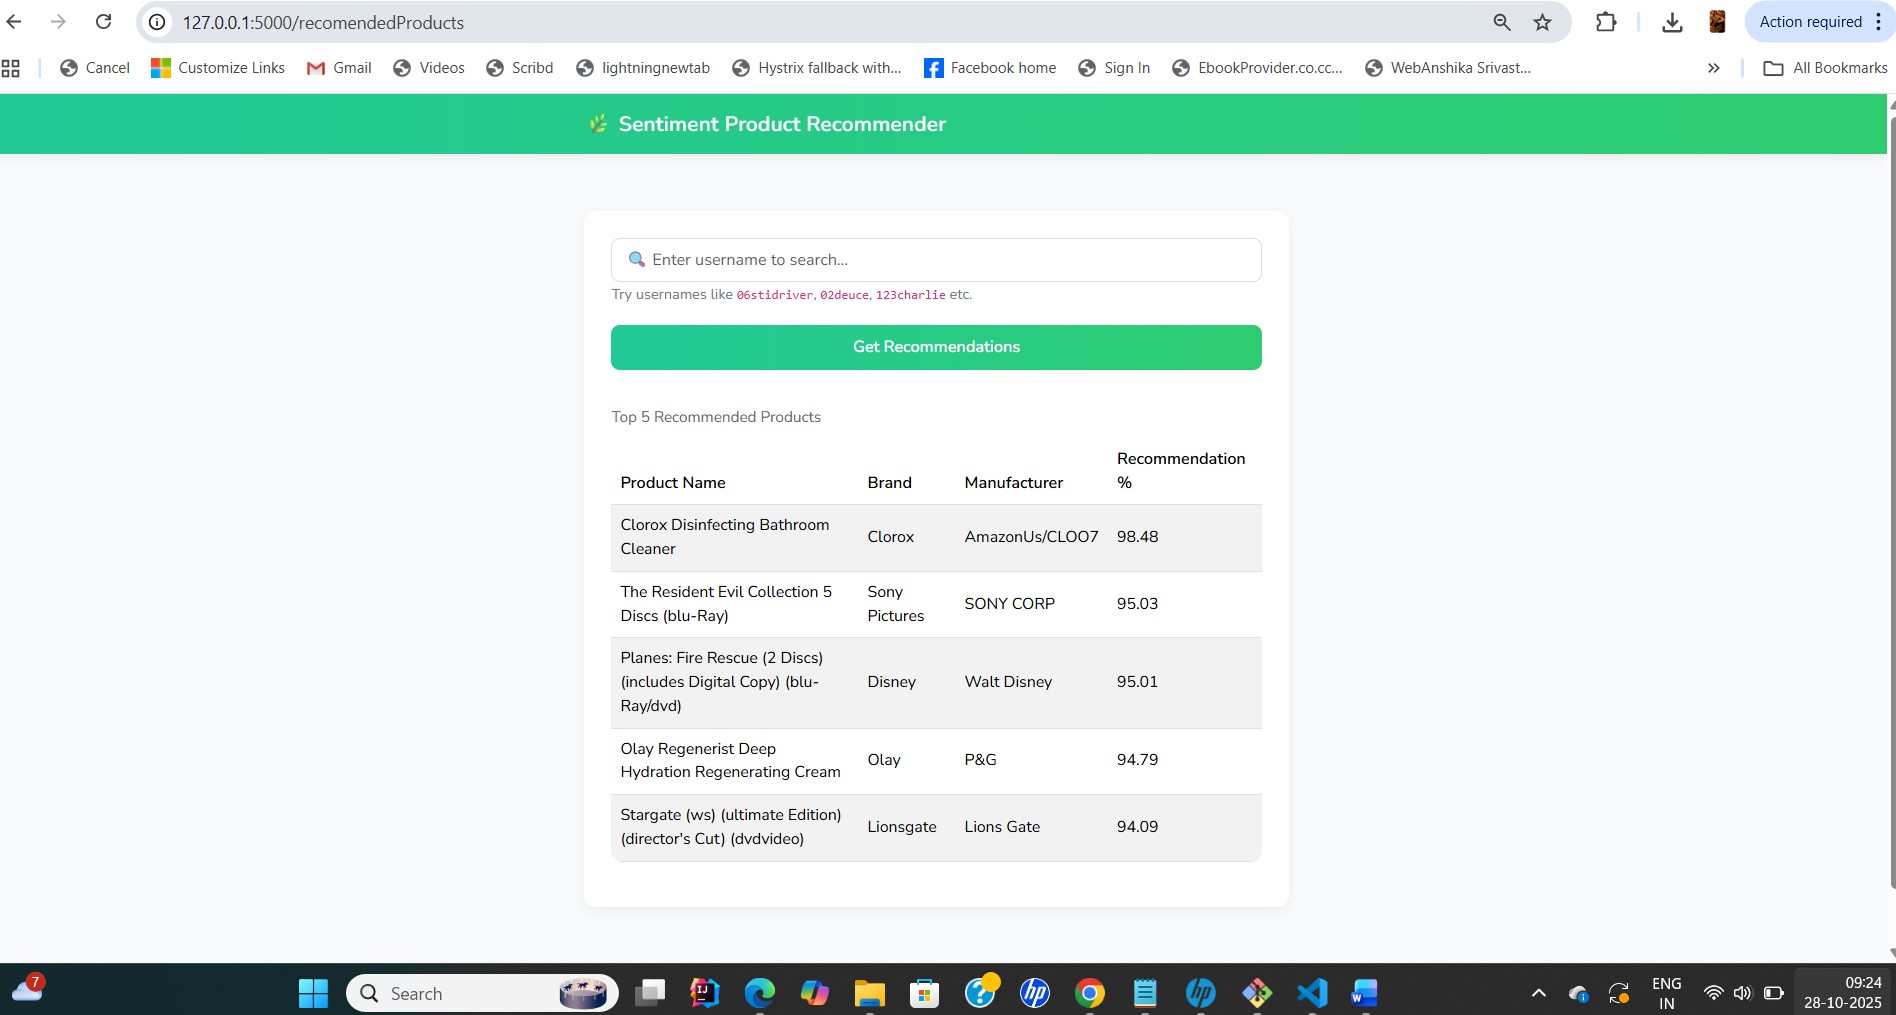 127.0.0.1:5000/recomendedProducts
Action required
Cancel
Customize Links
Gmail
Videos
Scribd
lightningnewtab
Hystrix fallback with...
Facebook home
Sign In
EbookProvider.co.cc...
WebAnshika Srivast...
All Bookmarks
Sentiment Product Recommender
Enter username to search...
Try usernames like 06stidriver, 02deuce, 123charlie etc.
Get Recommendations
Top 5 Recommended Products
Product Name Brand Manufacturer Recommendation
%
Clorox Disinfecting Bathroom
Cleaner
Clorox
AmazonUs/CLOO7
98.48
The Resident Evil Collection 5
Discs (blu-Ray)
Sony
Pictures
SONY CORP
95.03
Planes: Fire Rescue (2 Discs)
(includes Digital Copy) (blu-
Ray/dvd)
Disney
Walt Disney
95.01
Olay Regenerist Deep
Hydration Regenerating Cream
Olay
P&G
94.79
Stargate (ws) (ultimate Edition)
(director's Cut) (dvdvideo)
Lionsgate
Lions Gate
94.09
7
Search
IJ
hp
hp
W
ENG
IN
09:24
28-10-2025